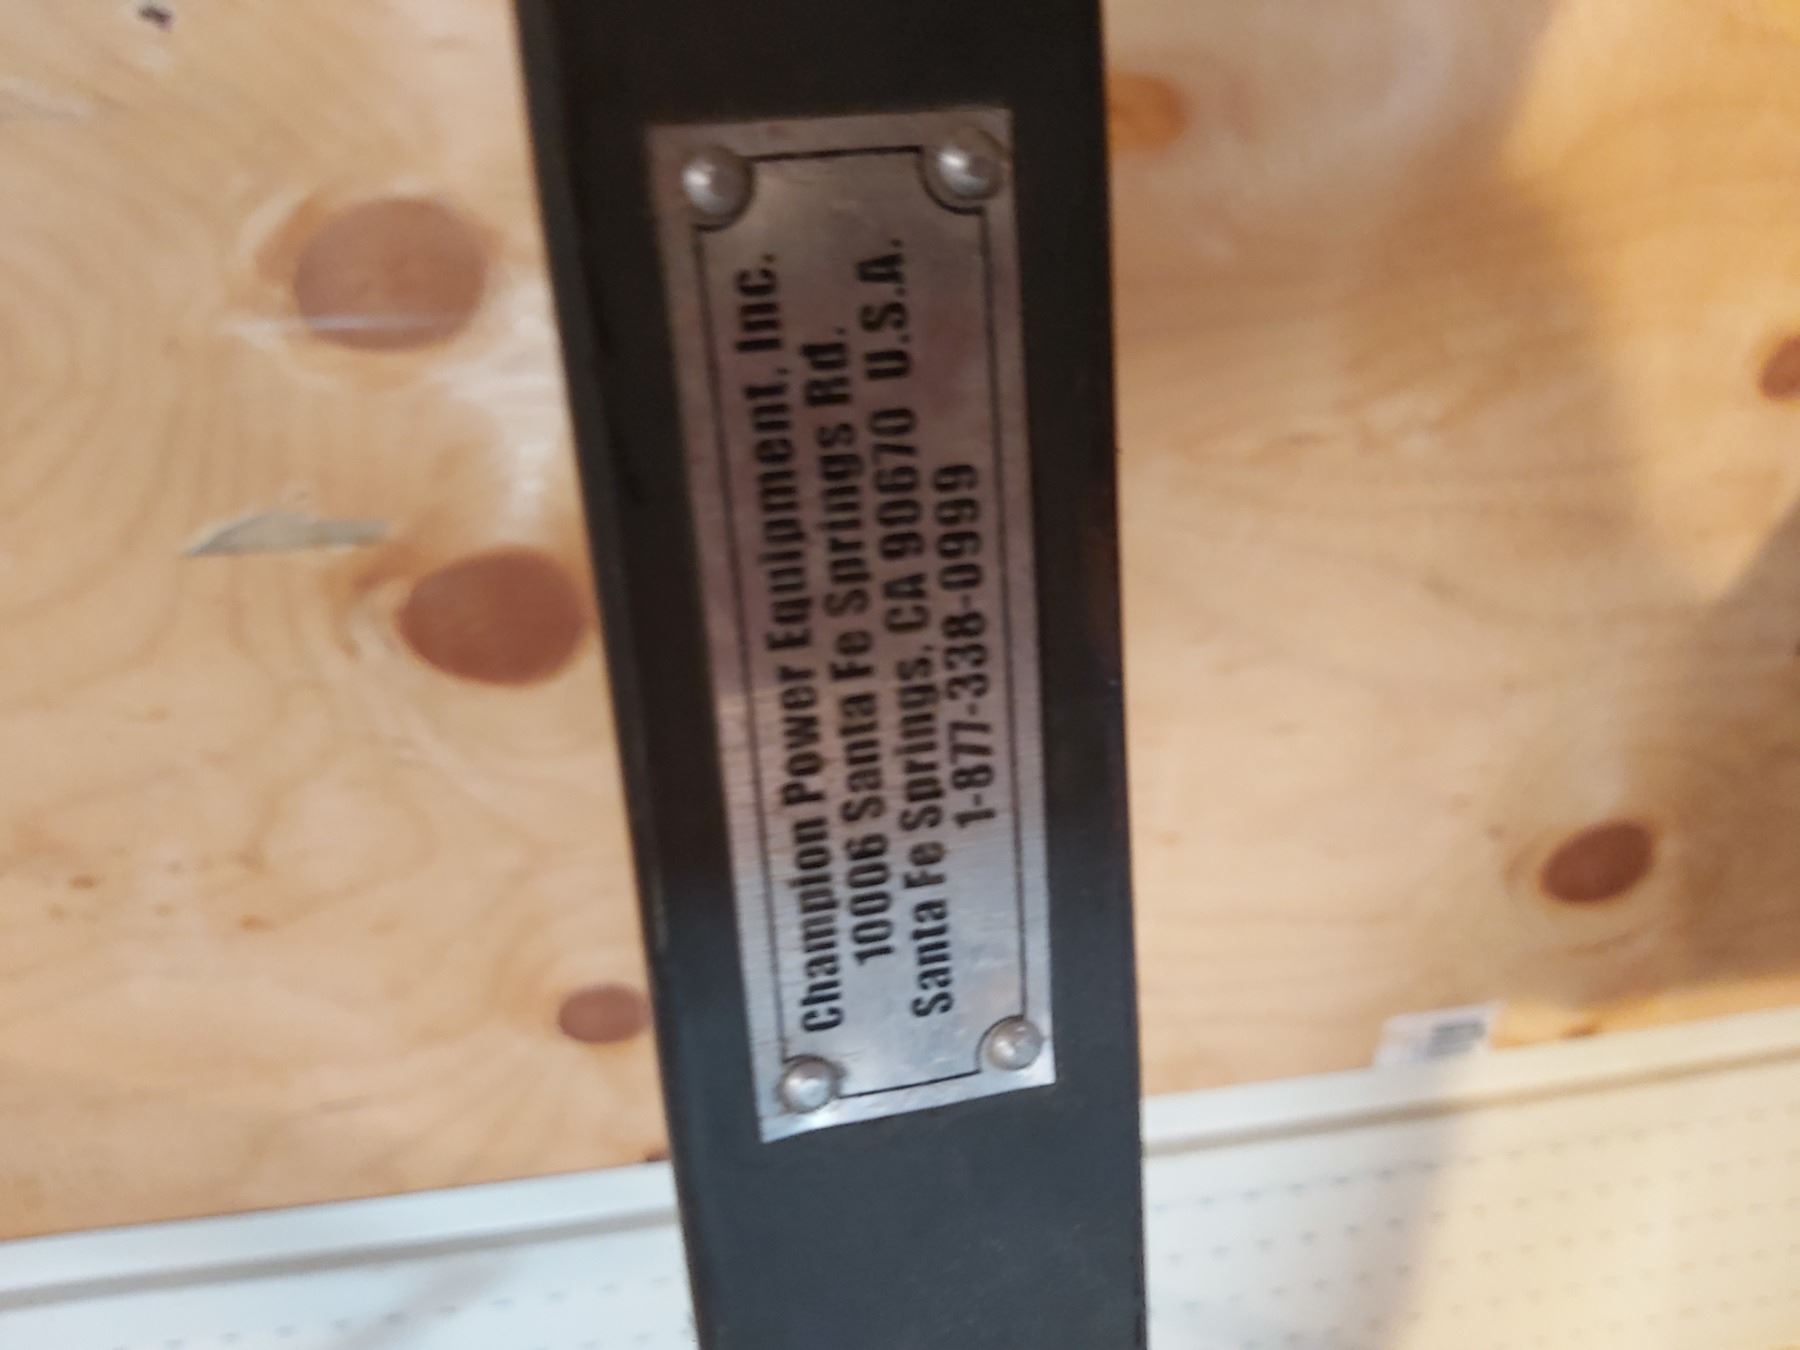 Champion Power Equipment, Inc.
10006 Santa Fe Springs Rd.
Santa Fe Springs, CA 90670 U.S.A.
1-877-338-0999